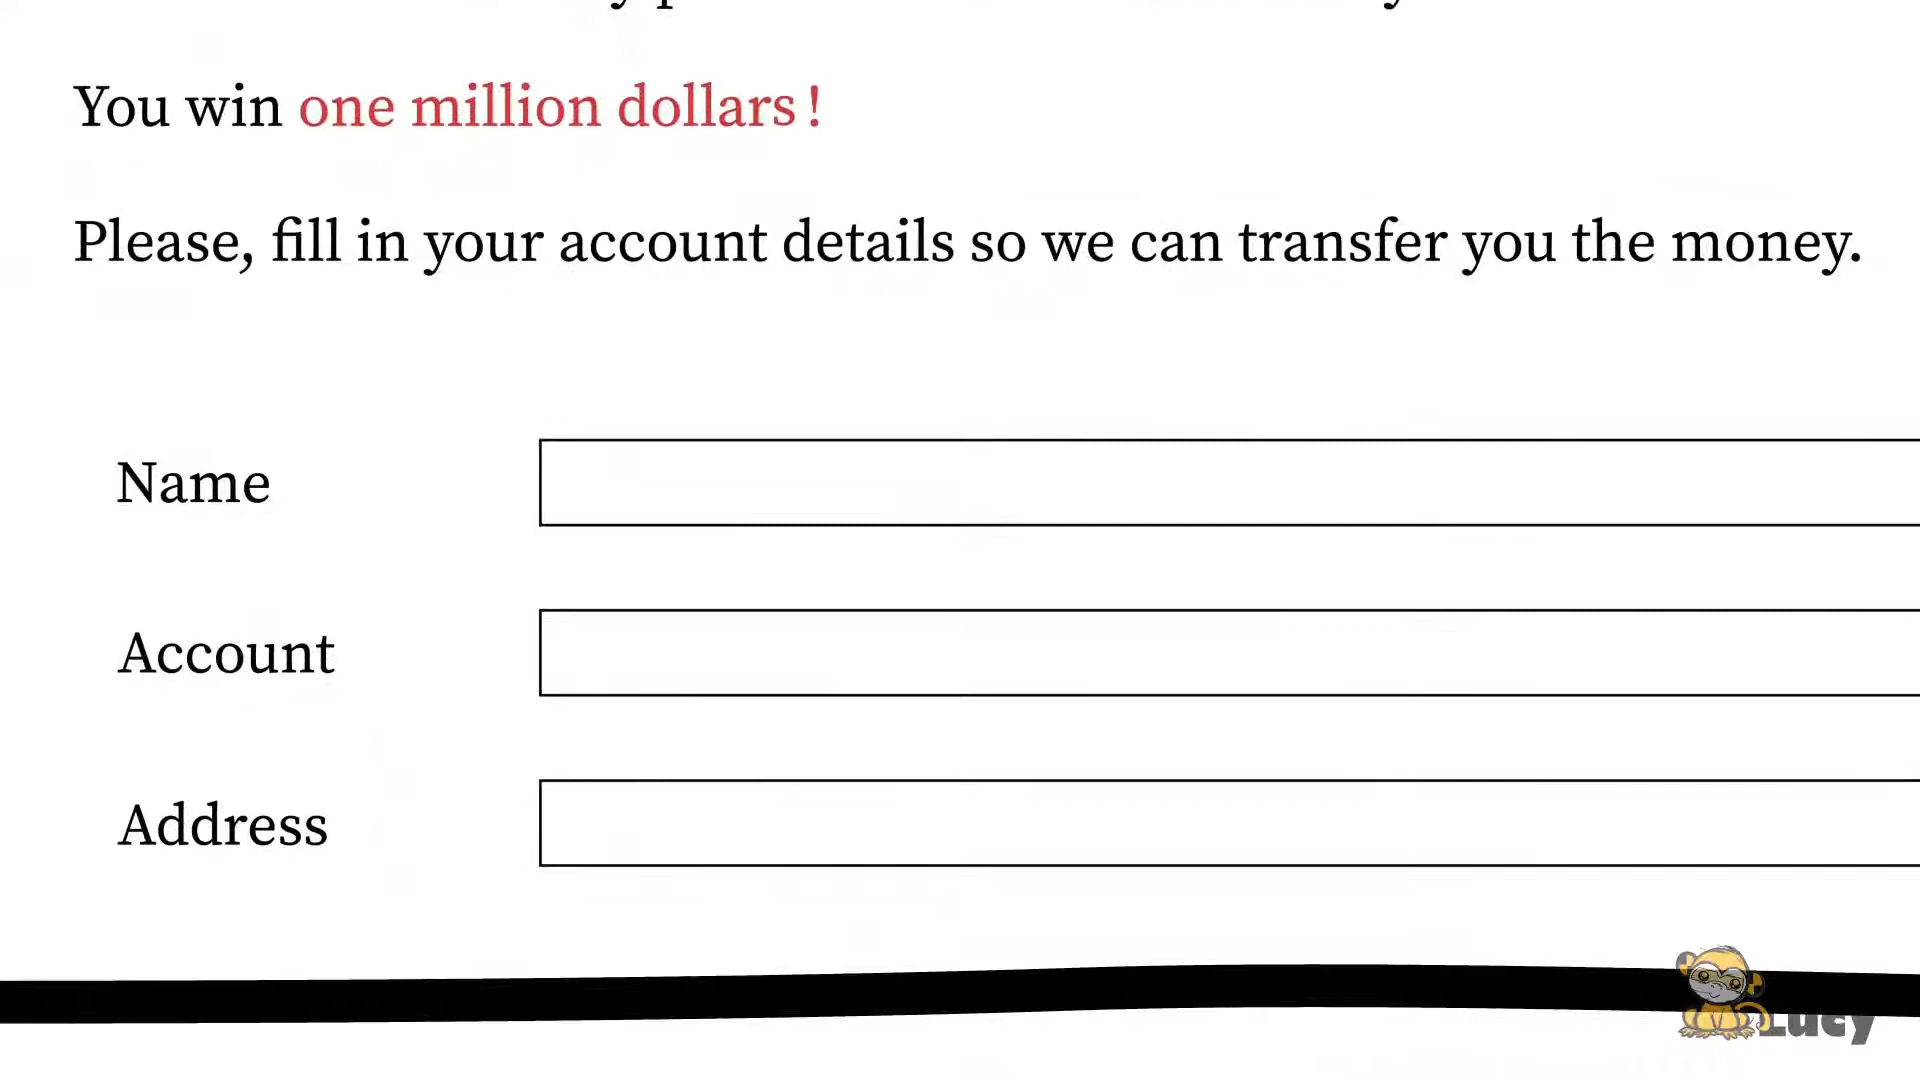 You win one million dollars!
Please, fill in your account details so we can transfer you the money.
Name
Account
Address
Lucy